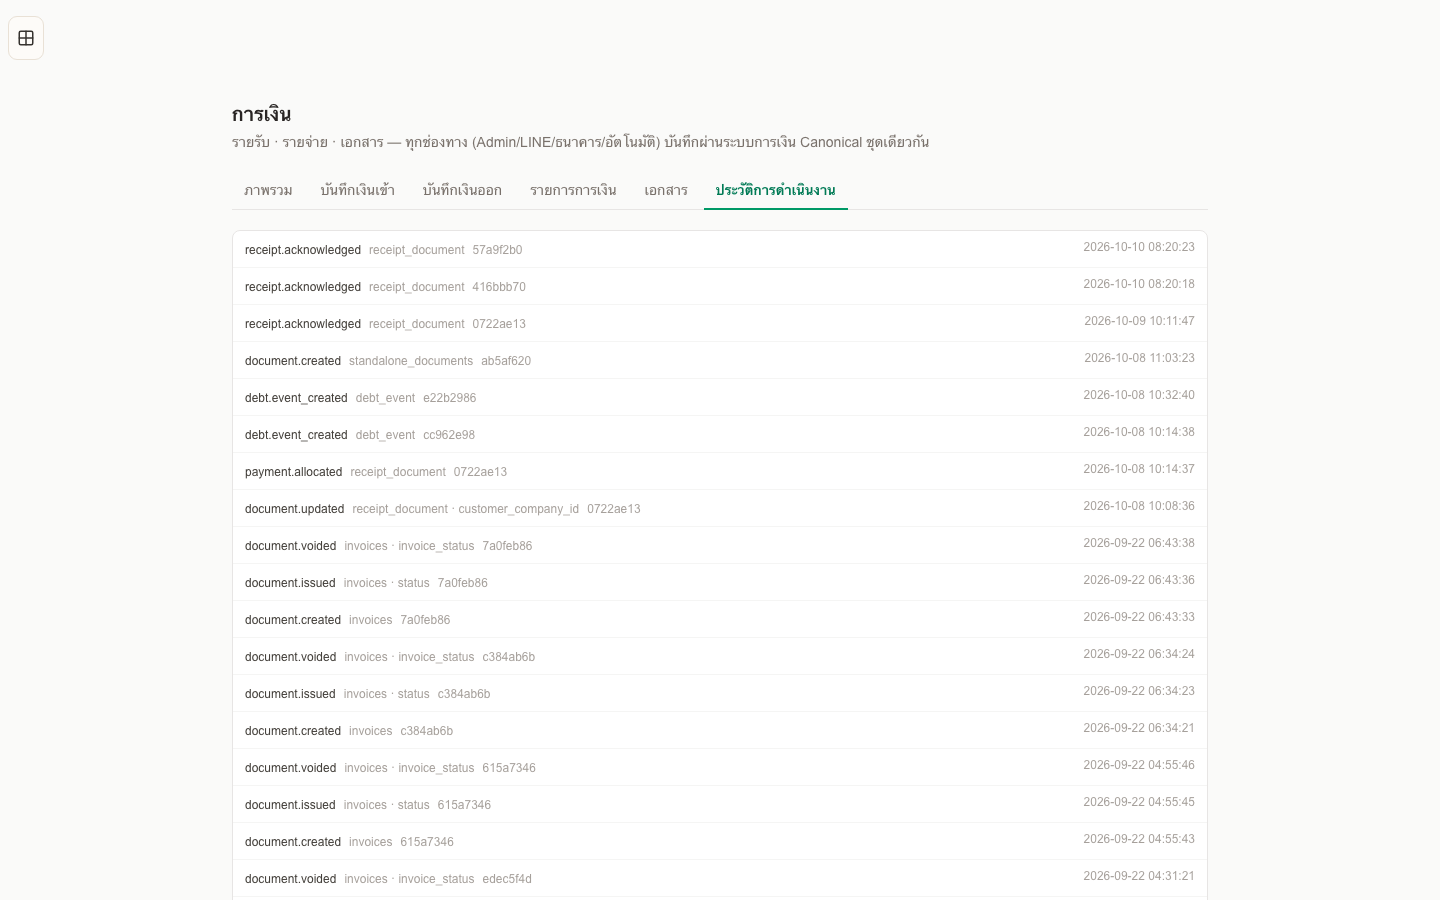 การเงิน
รายรับ · รายจ่าย · เอกสาร — ทุกช่องทาง (Admin/LINE/ธนาคาร/อัตโนมัติ) บันทึกผ่านระบบการเงิน Canonical ชุดเดียวกัน
ภาพรวม บันทึกเงินเข้า บันทึกเงินออก รายการการเงิน เอกสาร ประวัติการดำเนินงาน
receipt.acknowledged receipt_document 57a9f2b0 2026-10-10 08:20:23
receipt.acknowledged receipt_document 416bbb70 2026-10-10 08:20:18
receipt.acknowledged receipt_document 0722ae13 2026-10-09 10:11:47
document.created standalone_documents ab5af620 2026-10-08 11:03:23
debt.event_created debt_event e22b2986 2026-10-08 10:32:40
debt.event_created debt_event cc962e98 2026-10-08 10:14:38
payment.allocated receipt_document 0722ae13 2026-10-08 10:14:37
document.updated receipt_document · customer_company_id 0722ae13 2026-10-08 10:08:36
document.voided invoices · invoice_status 7a0feb86 2026-09-22 06:43:38
document.issued invoices · status 7a0feb86 2026-09-22 06:43:36
document.created invoices 7a0feb86 2026-09-22 06:43:33
document.voided invoices · invoice_status c384ab6b 2026-09-22 06:34:24
document.issued invoices · status c384ab6b 2026-09-22 06:34:23
document.created invoices c384ab6b 2026-09-22 06:34:21
document.voided invoices · invoice_status 615a7346 2026-09-22 04:55:46
document.issued invoices · status 615a7346 2026-09-22 04:55:45
document.created invoices 615a7346 2026-09-22 04:55:43
document.voided invoices · invoice_status edec5f4d 2026-09-22 04:31:21